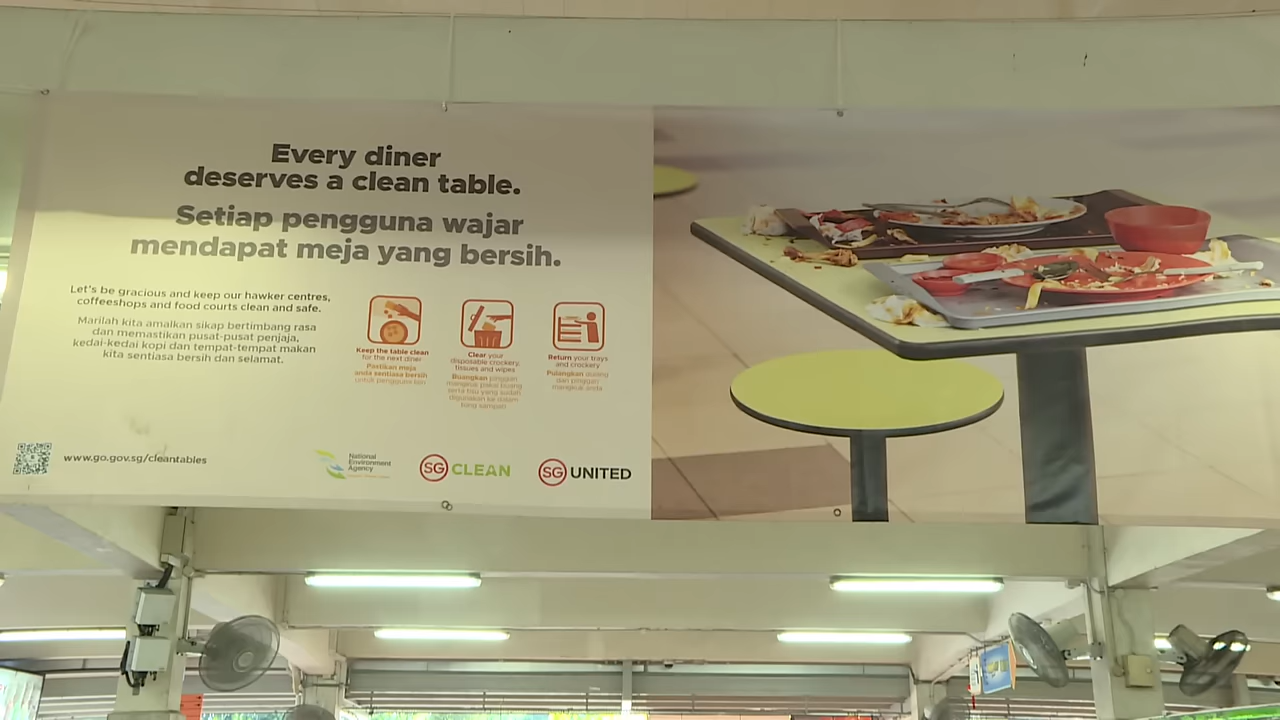 Every diner
deserves a clean table.
Setiap pengguna wajar
mendapat meja yang bersih.
Let's be gracious and keep our hawker centres,
coffeeshops and food courts clean and safe.
Marilah kita amalkan sikap bertimbang rasa
dan memastikan pusat-pusat penjaja,
kedai-kedai kopi dan tempat-tempat makan
kita sentiasa bersih dan selamat.
Keep the table clean
for the next diner
Pastikan meja
anda sentiasa bersih
untuk pengguna lain
Clear your
disposable crockery,
tissues and wipes
Buangkan pinggan
mangkuk pakai buang
serta tisu yang sudah
digunakan ke dalam
tong sampah
Return your trays
and crockery
Pulangkan dulang
dan pinggan
mangkuk anda
www.go.gov.sg/cleantables
National
Environment
Agency
SG CLEAN
SG UNITED